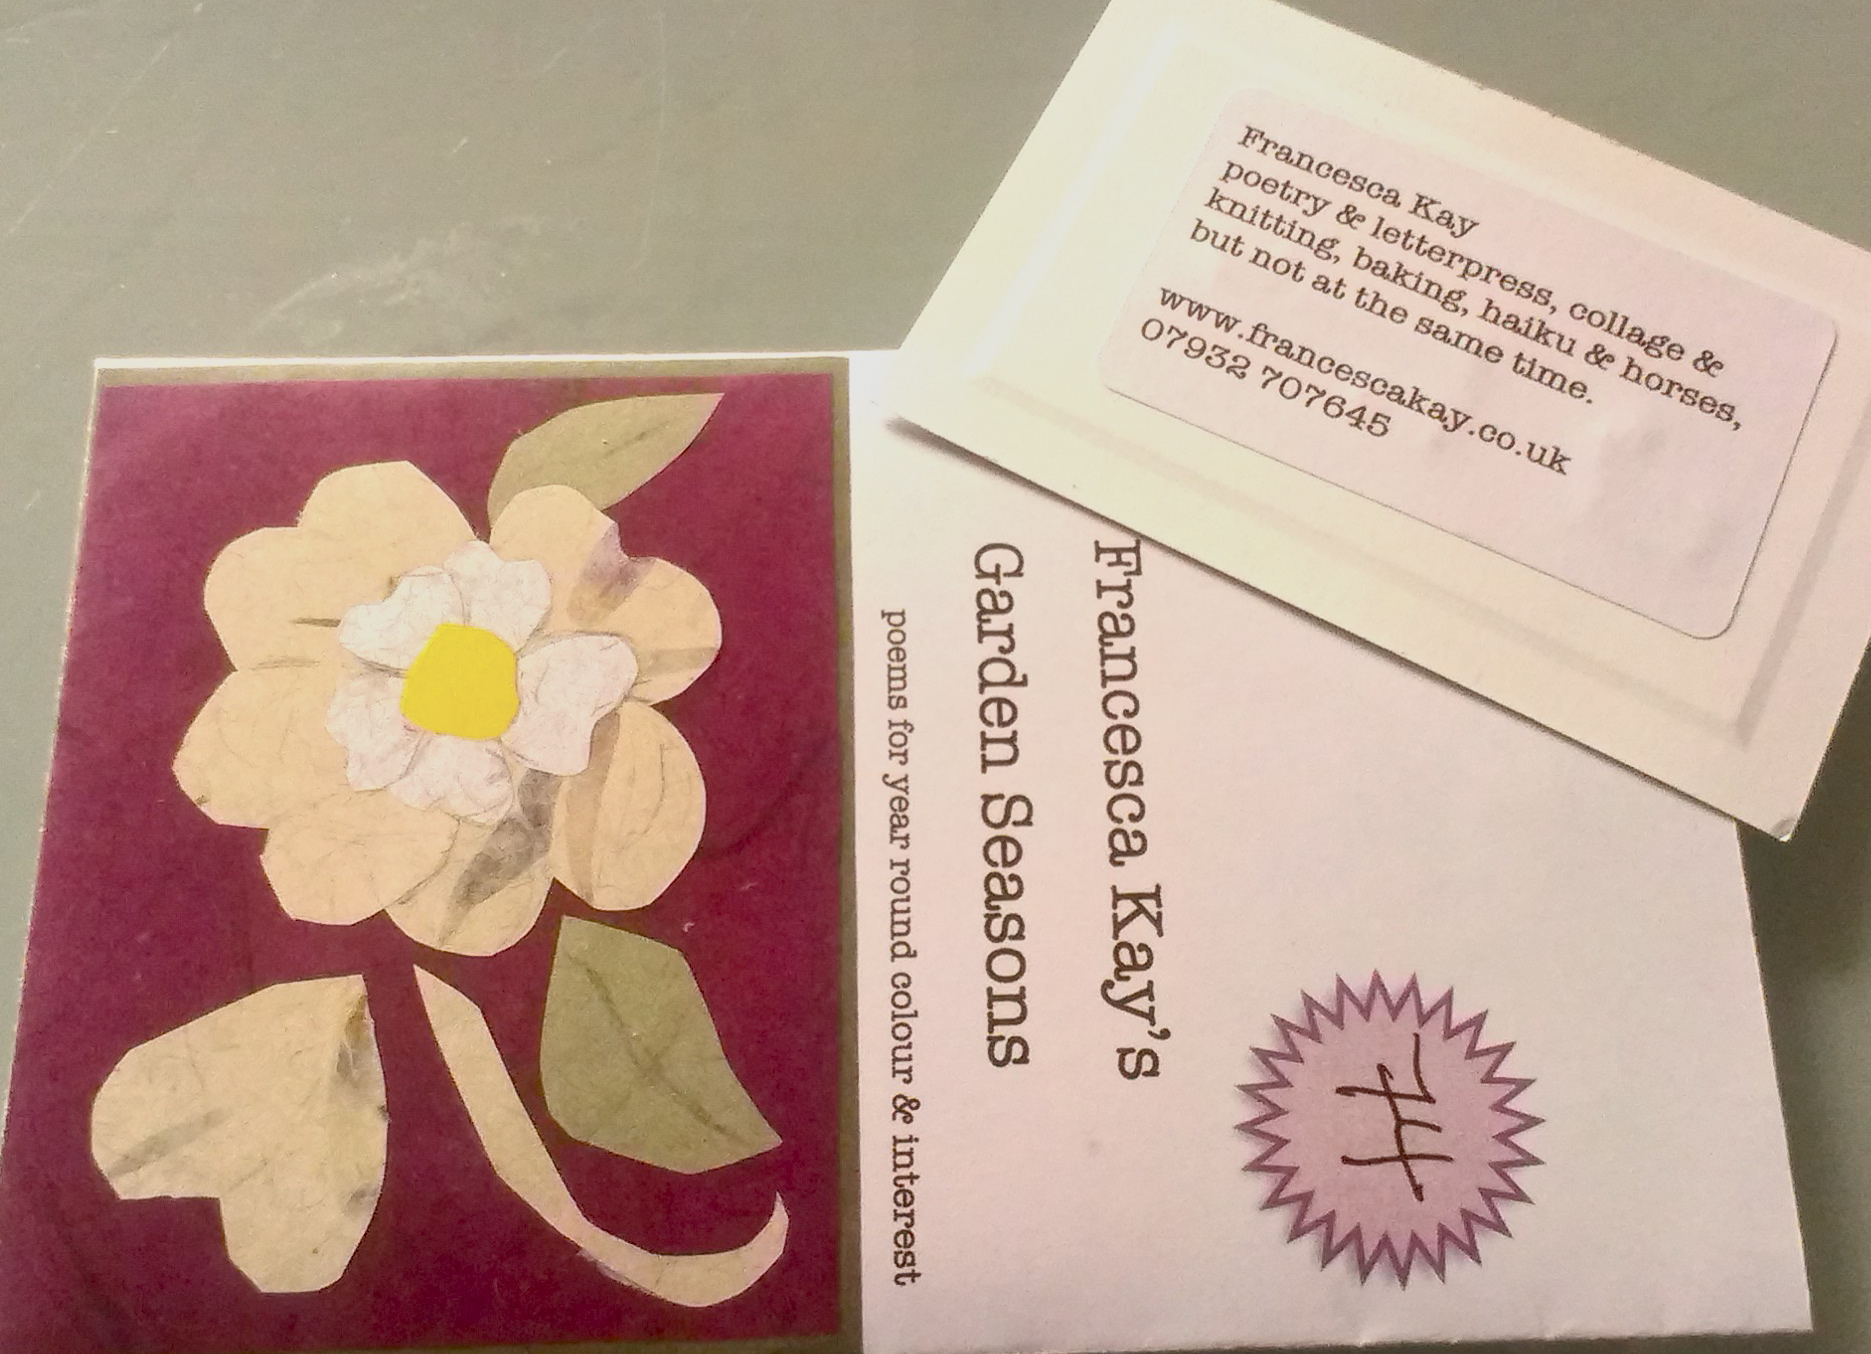 Francesca Kay
poetry & letterpress, collage &
knitting, baking, haiku & horses,
but not at the same time.
www.francescakay.co.uk
07932 707645
Francesca Kay's
Garden Seasons
poems for year round colour & interest
74